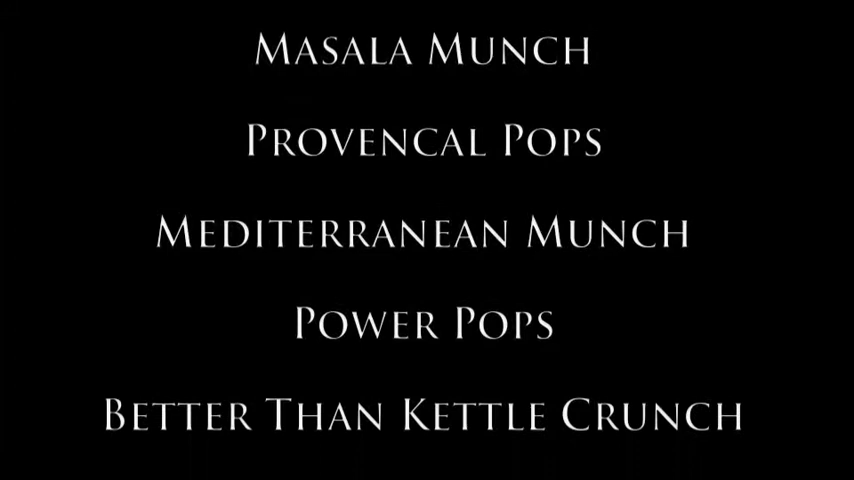 Masala Munch
Provencal Pops
Mediterranean Munch
Power Pops
Better Than Kettle Crunch